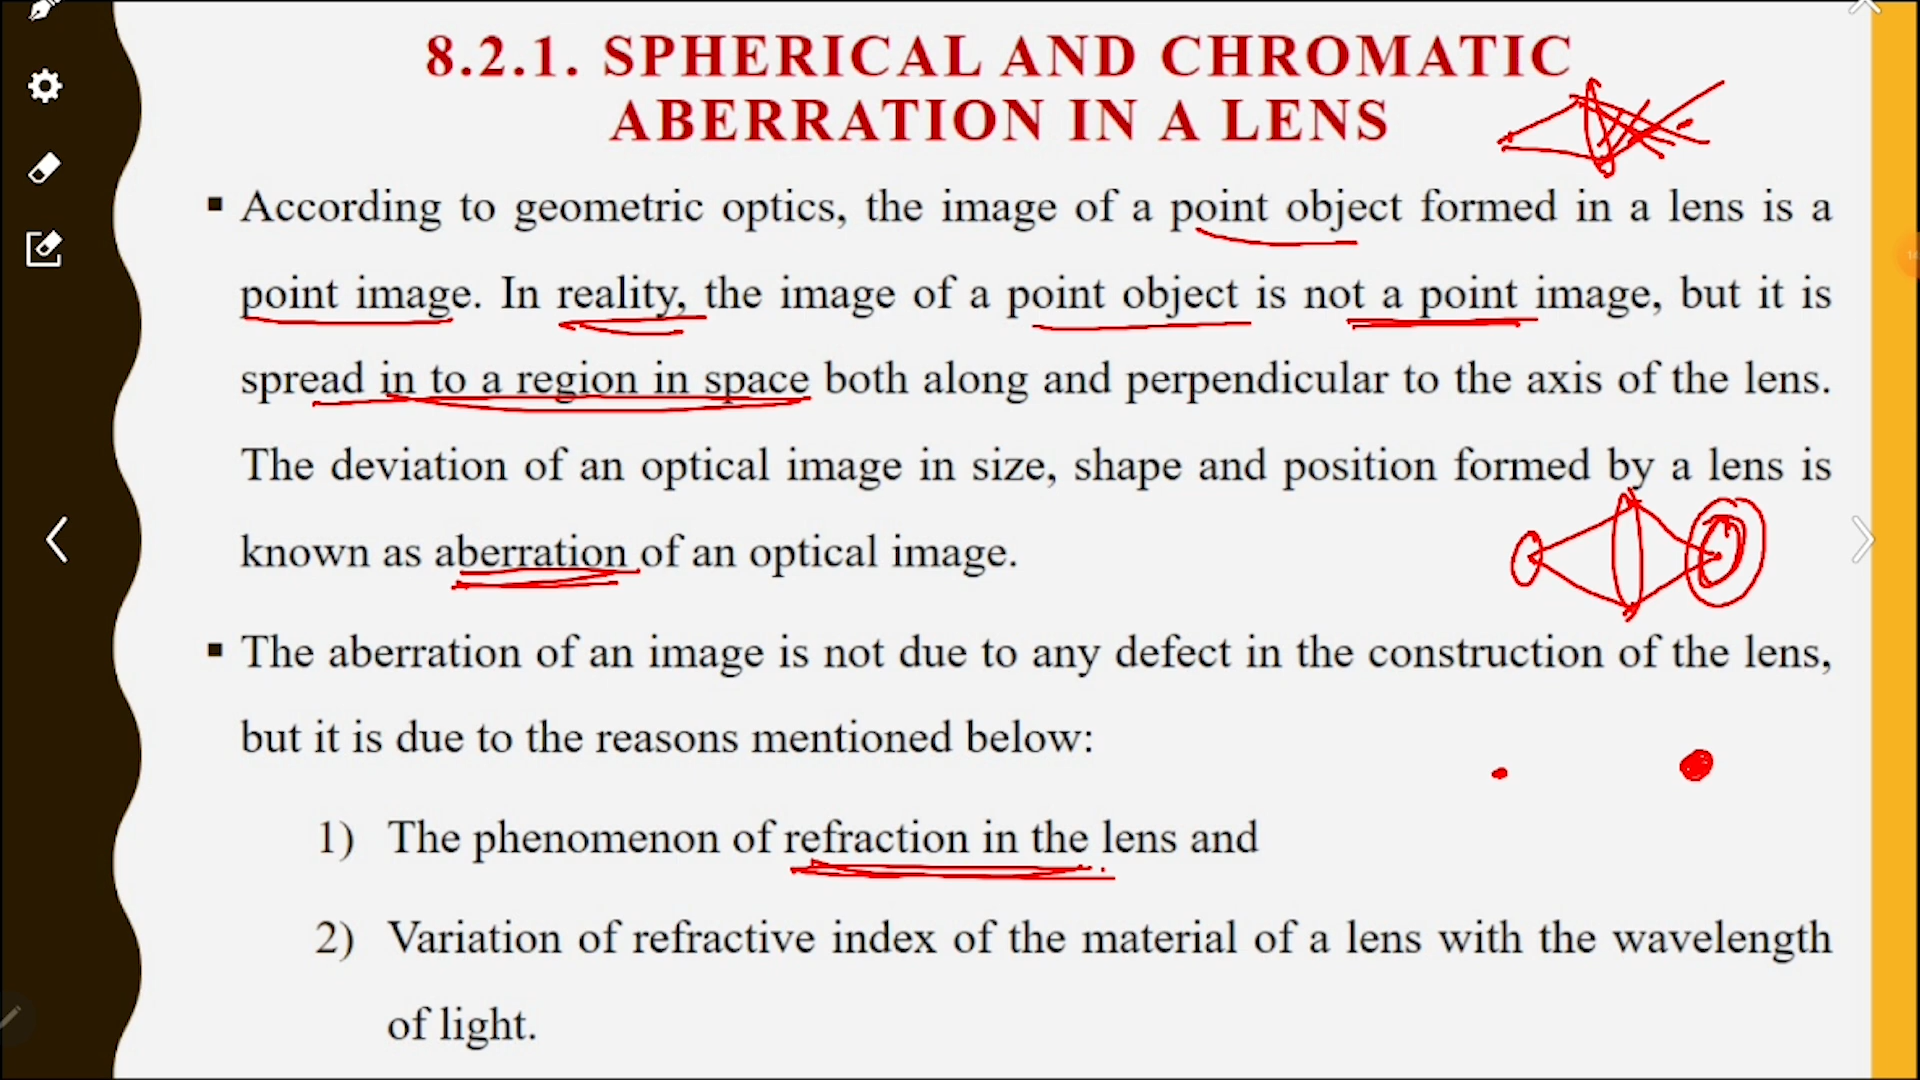 8.2.1. SPHERICAL AND CHROMATIC
ABERRATION IN A LENS
▪ According to geometric optics, the image of a point object formed in a lens is a
point image. In reality, the image of a point object is not a point image, but it is
spread in to a region in space both along and perpendicular to the axis of the lens.
The deviation of an optical image in size, shape and position formed by a lens is
known as aberration of an optical image.
▪ The aberration of an image is not due to any defect in the construction of the lens,
but it is due to the reasons mentioned below:
1) The phenomenon of refraction in the lens and
2) Variation of refractive index of the material of a lens with the wavelength
of light.